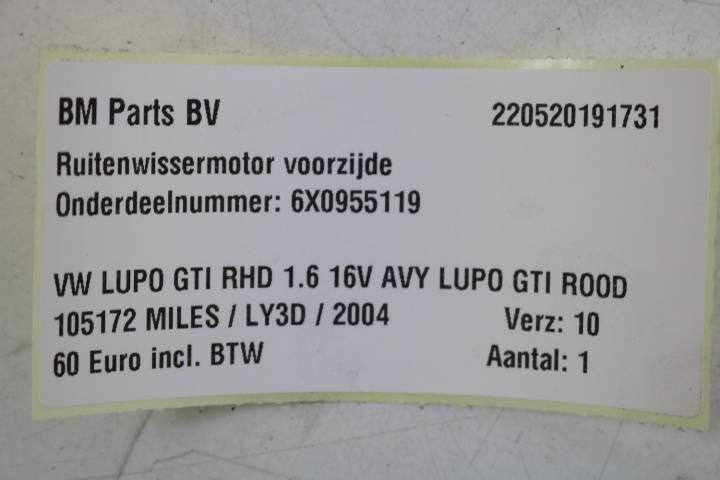 BM Parts BV 220520191731
Ruitenwissermotor voorzijde
Onderdeelnummer: 6X0955119
VW LUPO GTI RHD 1.6 16V AVY LUPO GTI ROOD
105172 MILES / LY3D / 2004 Verz: 10
60 Euro incl. BTW Aantal: 1